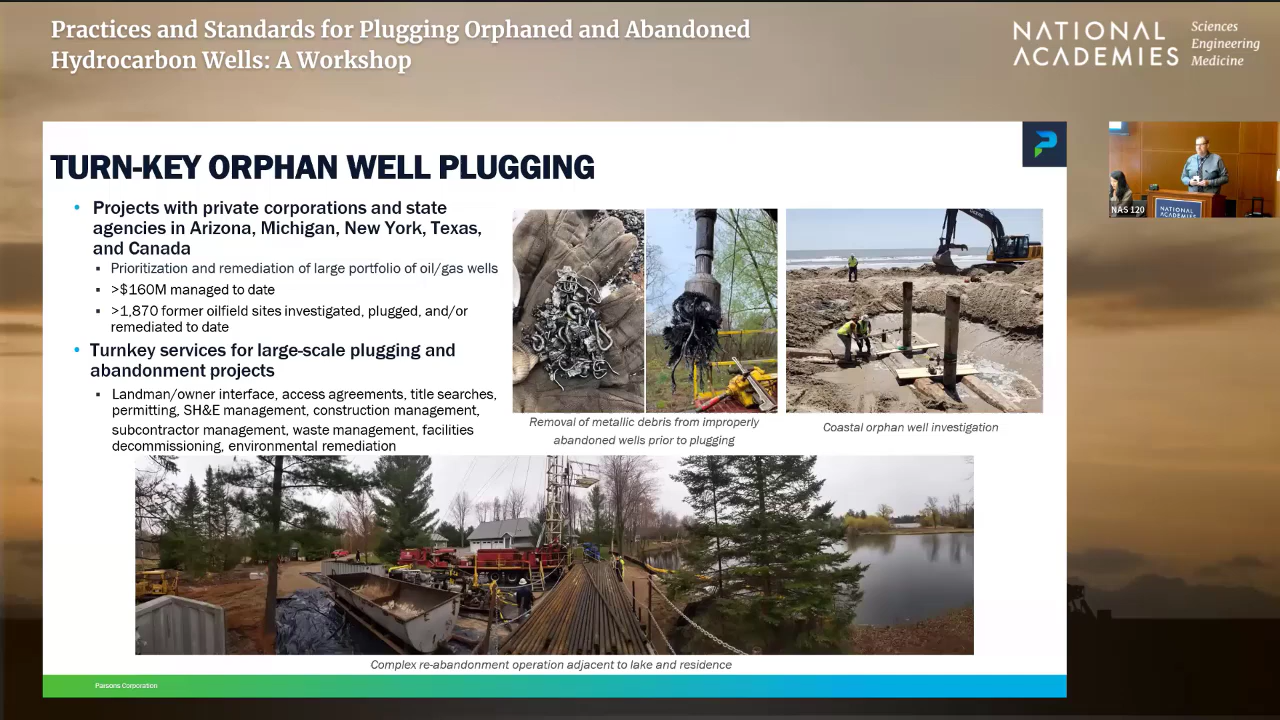 Practices and Standards for Plugging Orphaned and Abandoned
Hydrocarbon Wells: A Workshop
NATIONAL
ACADEMIES
Sciences
Engineering
Medicine
TURN-KEY ORPHAN WELL PLUGGING
• Projects with private corporations and state
agencies in Arizona, Michigan, New York, Texas,
and Canada
▪ Prioritization and remediation of large portfolio of oil/gas wells
▪ >$160M managed to date
▪ >1,870 former oilfield sites investigated, plugged, and/or
remediated to date
• Turnkey services for large-scale plugging and
abandonment projects
▪ Landman/owner interface, access agreements, title searches,
permitting, SH&E management, construction management,
subcontractor management, waste management, facilities
decommissioning, environmental remediation
Removal of metallic debris from improperly
abandoned wells prior to plugging
Coastal orphan well investigation
Complex re-abandonment operation adjacent to lake and residence
Parsons Corporation
NAS 120
NATIONAL
ACADEMIES